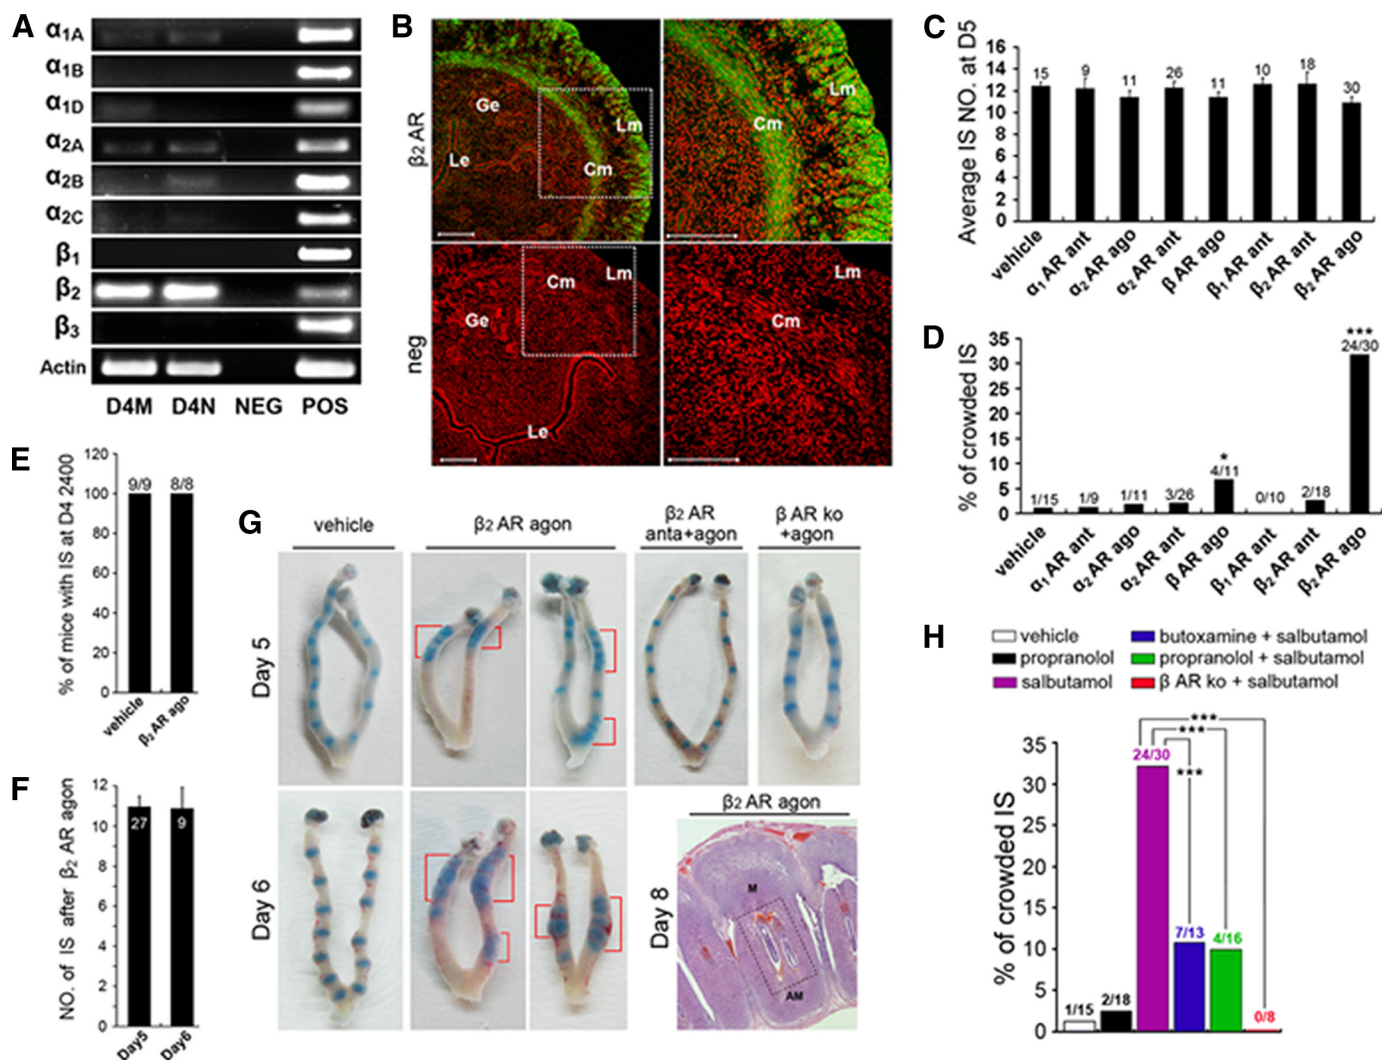 A
α1A
α1B
α1D
α2A
α2B
α2C
β1
β2
β3
Actin
D4M D4N NEG POS
B
β2 AR
neg
Ge
Lm
Le
Cm
Lm
Cm
Cm
Lm
Ge
Le
Lm
Cm
C
Average IS NO. at D5
16
14
12
10
8
6
4
2
0
15 9 11 26 11 10 18 30
vehicle α1 AR ant α2 AR ago α2 AR ant β AR ago β1 AR ant β2 AR ant β2 AR ago
D
% of crowded IS
35
30
25
20
15
10
5
0
1/15 1/9 1/11 3/26 4/11 0/10 2/18 24/30
* ***
vehicle α1 AR ant α2 AR ago α2 AR ant β AR ago β1 AR ant β2 AR ant β2 AR ago
E
% of mice with IS at D4 2400
120
100
80
60
40
20
0
9/9 8/8
vehicle β2 AR ago
F
NO. of IS after β2 AR agon
12
10
8
6
4
2
0
27 9
Day5 Day6
G
vehicle
β2 AR agon
β2 AR
anta+agon
β AR ko
+agon
Day 5
Day 6
β2 AR agon
Day 8
M
AM
H
vehicle
propranolol
salbutamol
butoxamine + salbutamol
propranolol + salbutamol
β AR ko + salbutamol
% of crowded IS
35
30
25
20
15
10
5
0
***
***
***
1/15 2/18 24/30 7/13 4/16 0/8